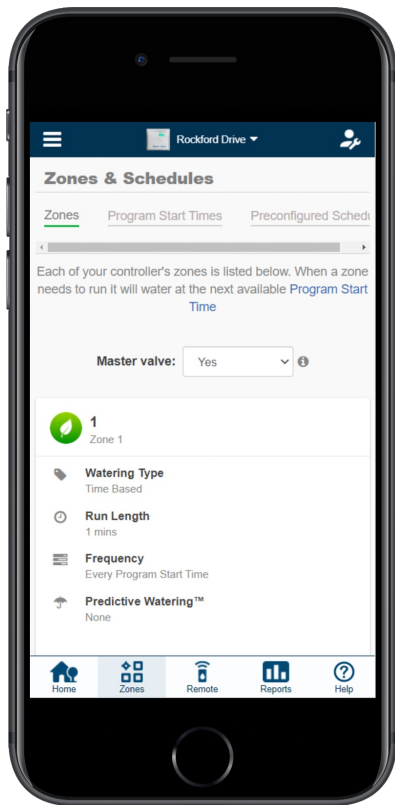 Rockford Drive
Zones & Schedules
Zones Program Start Times Preconfigured Schedu
Each of your controller's zones is listed below. When a zone
needs to run it will water at the next available Program Start
Time
Master valve: Yes
1
Zone 1
Watering Type
Time Based
Run Length
1 mins
Frequency
Every Program Start Time
Predictive Watering™
None
Home Zones Remote Reports Help